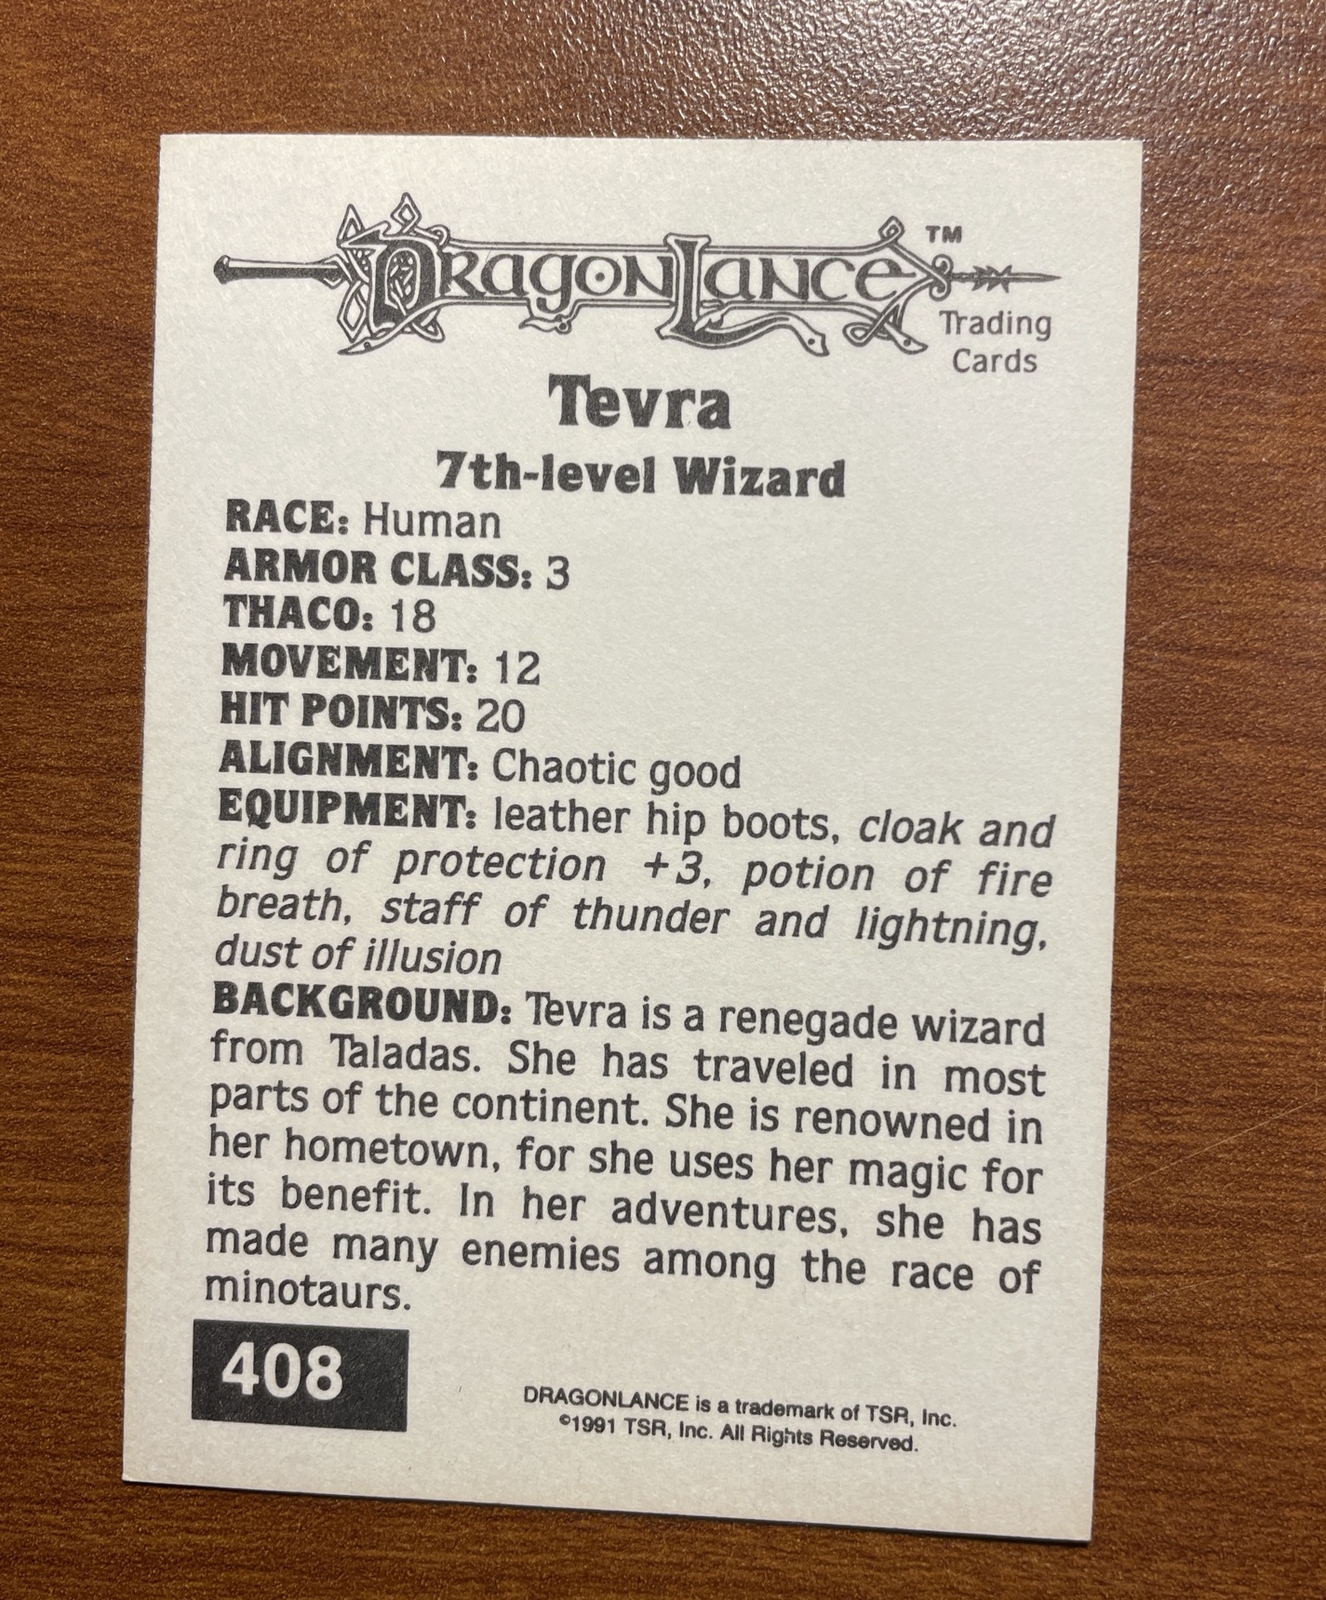 DRAGONLANCE™
Trading
Cards
Tevra
7th-level Wizard
RACE: Human
ARMOR CLASS: 3
THACO: 18
MOVEMENT: 12
HIT POINTS: 20
ALIGNMENT: Chaotic good
EQUIPMENT: leather hip boots, cloak and
ring of protection +3, potion of fire
breath, staff of thunder and lightning,
dust of illusion
BACKGROUND: Tevra is a renegade wizard
from Taladas. She has traveled in most
parts of the continent. She is renowned in
her hometown, for she uses her magic for
its benefit. In her adventures, she has
made many enemies among the race of
minotaurs.
408
DRAGONLANCE is a trademark of TSR, Inc.
©1991 TSR, Inc. All Rights Reserved.